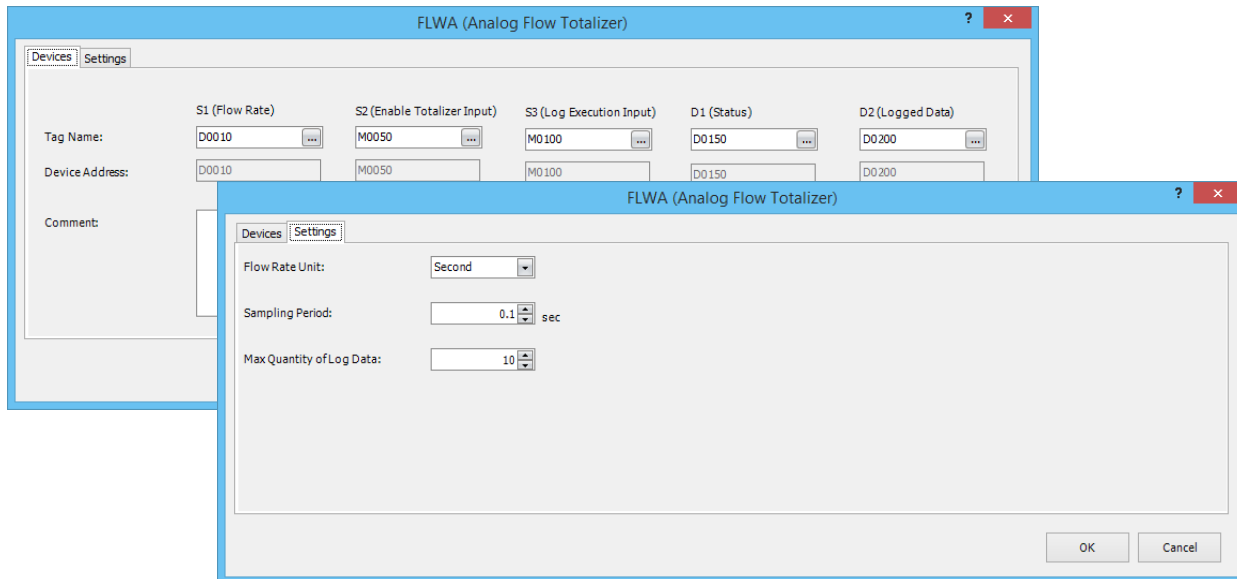 FLWA (Analog Flow Totalizer) ? ×
Devices Settings
S1 (Flow Rate) S2 (Enable Totalizer Input) S3 (Log Execution Input) D1 (Status) D2 (Logged Data)
Tag Name: D0010 ... M0050 ... M0100 ... D0150 ... D0200 ...
Device Address: D0010 M0050 M0100 D0150 D0200
Comment:
FLWA (Analog Flow Totalizer) ? ×
Devices Settings
Flow Rate Unit: Second
Sampling Period: 0.1 sec
Max Quantity of Log Data: 10
OK Cancel